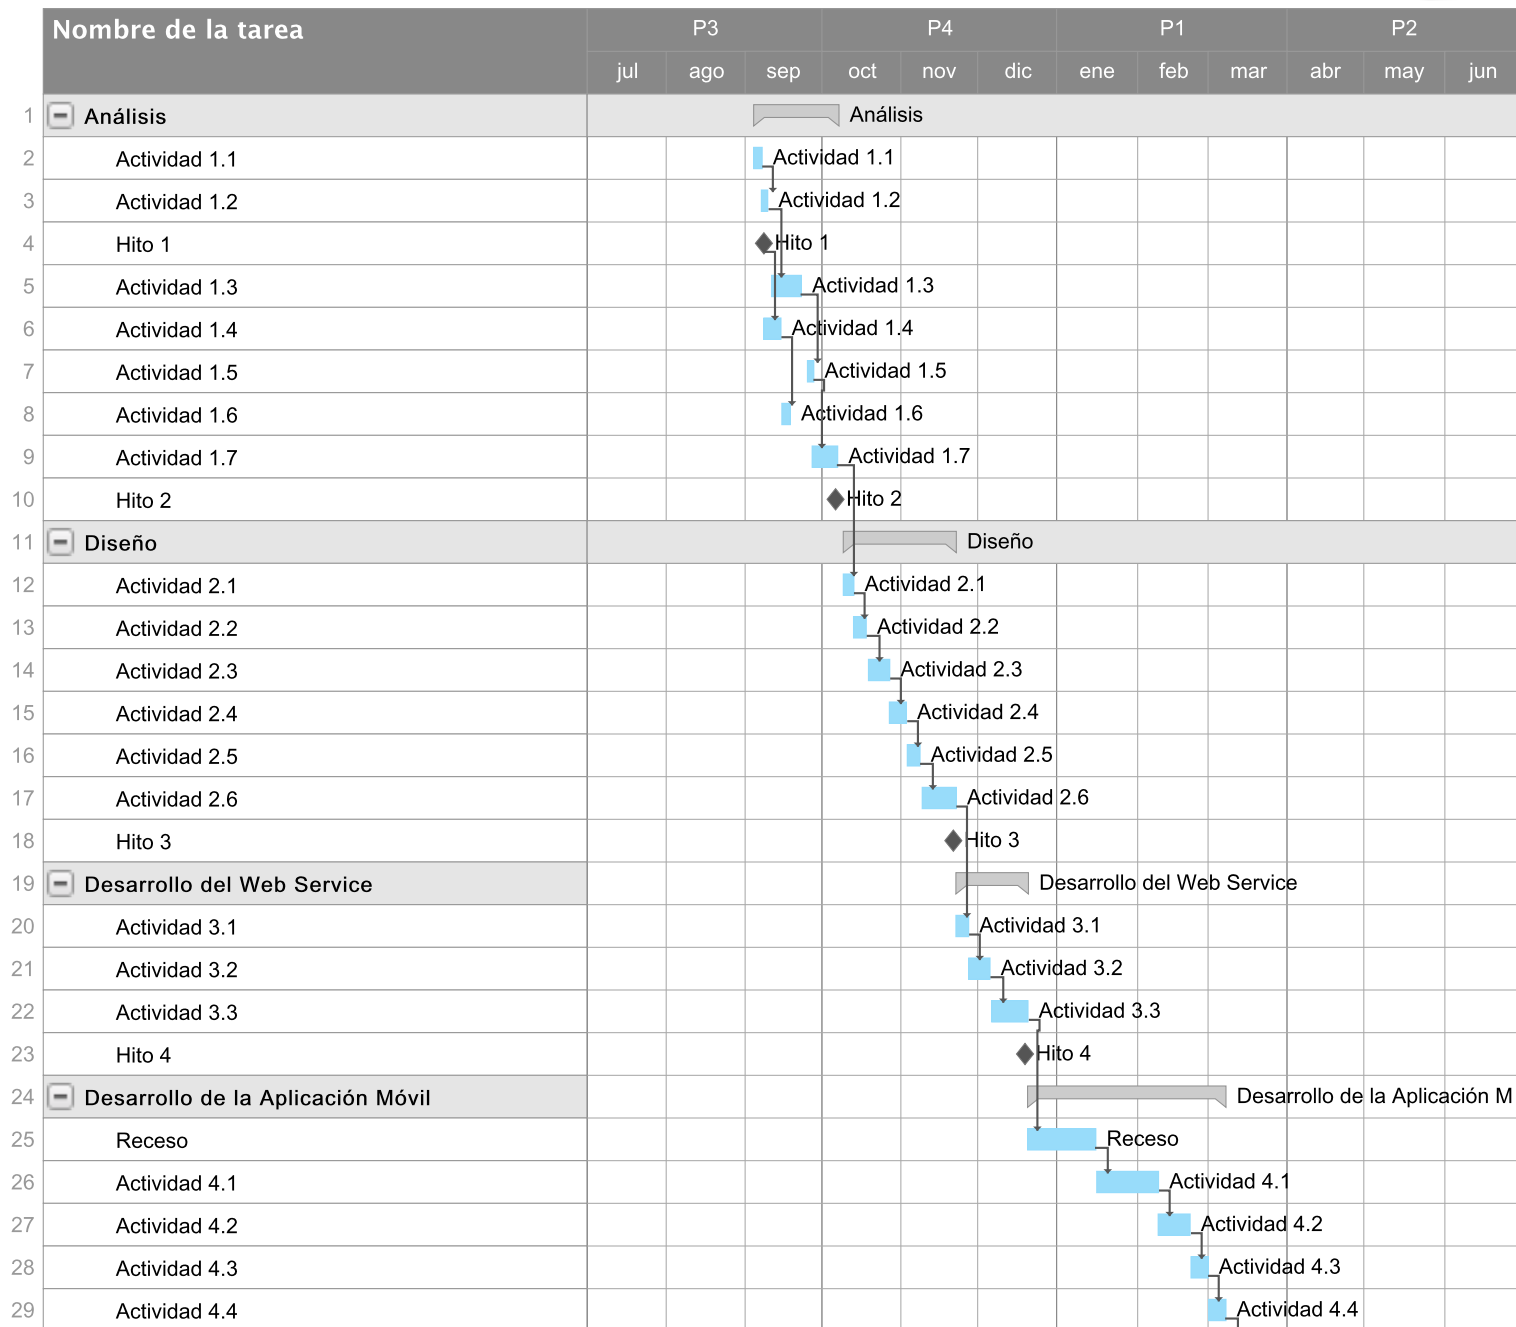 Nombre de la tarea
P3 P4 P1 P2
jul ago sep oct nov dic ene feb mar abr may jun
1 Análisis Análisis
2 Actividad 1.1 Actividad 1.1
3 Actividad 1.2 Actividad 1.2
4 Hito 1 Hito 1
5 Actividad 1.3 Actividad 1.3
6 Actividad 1.4 Actividad 1.4
7 Actividad 1.5 Actividad 1.5
8 Actividad 1.6 Actividad 1.6
9 Actividad 1.7 Actividad 1.7
10 Hito 2 Hito 2
11 Diseño Diseño
12 Actividad 2.1 Actividad 2.1
13 Actividad 2.2 Actividad 2.2
14 Actividad 2.3 Actividad 2.3
15 Actividad 2.4 Actividad 2.4
16 Actividad 2.5 Actividad 2.5
17 Actividad 2.6 Actividad 2.6
18 Hito 3 Hito 3
19 Desarrollo del Web Service Desarrollo del Web Service
20 Actividad 3.1 Actividad 3.1
21 Actividad 3.2 Actividad 3.2
22 Actividad 3.3 Actividad 3.3
23 Hito 4 Hito 4
24 Desarrollo de la Aplicación Móvil Desarrollo de la Aplicación M
25 Receso Receso
26 Actividad 4.1 Actividad 4.1
27 Actividad 4.2 Actividad 4.2
28 Actividad 4.3 Actividad 4.3
29 Actividad 4.4 Actividad 4.4